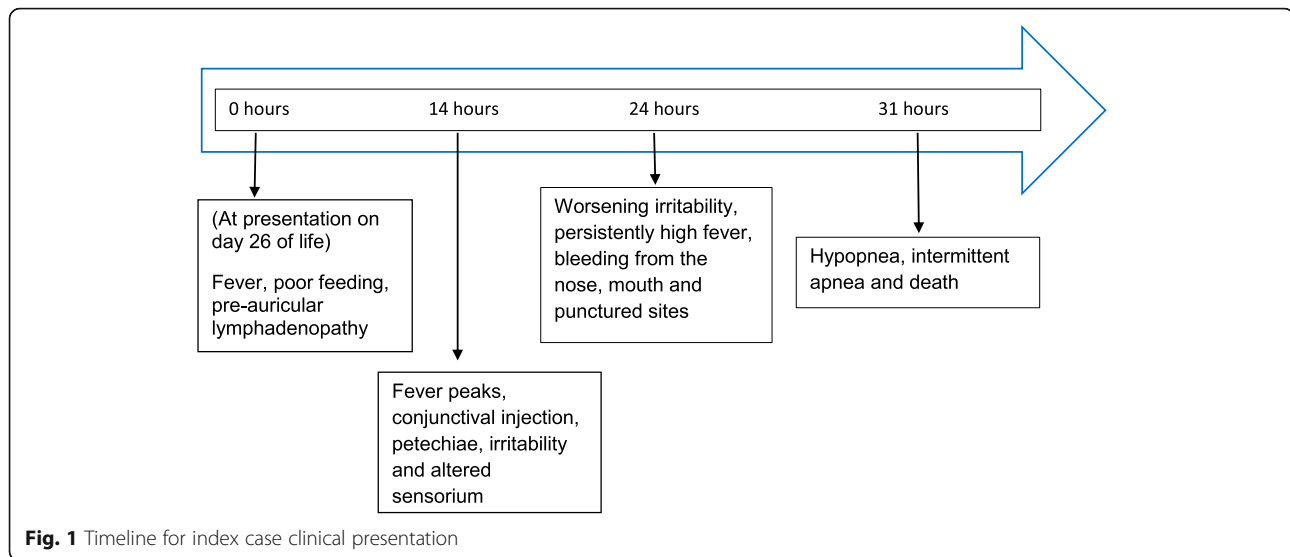 0 hours
14 hours
24 hours
31 hours
(At presentation on
day 26 of life)
Fever, poor feeding,
pre-auricular
lymphadenopathy
Fever peaks,
conjunctival injection,
petechiae, irritability
and altered
sensorium
Worsening irritability,
persistently high fever,
bleeding from the
nose, mouth and
punctured sites
Hypopnea, intermittent
apnea and death
Fig. 1 Timeline for index case clinical presentation